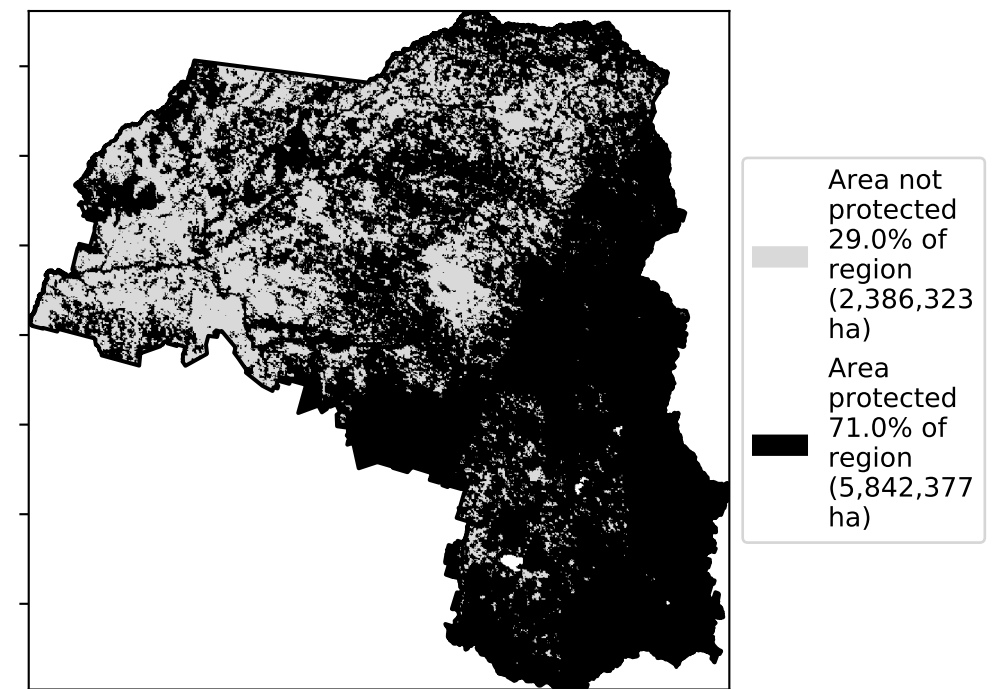 Area not
protected
29.0% of
region
(2,386,323
ha)
Area
protected
71.0% of
region
(5,842,377
ha)